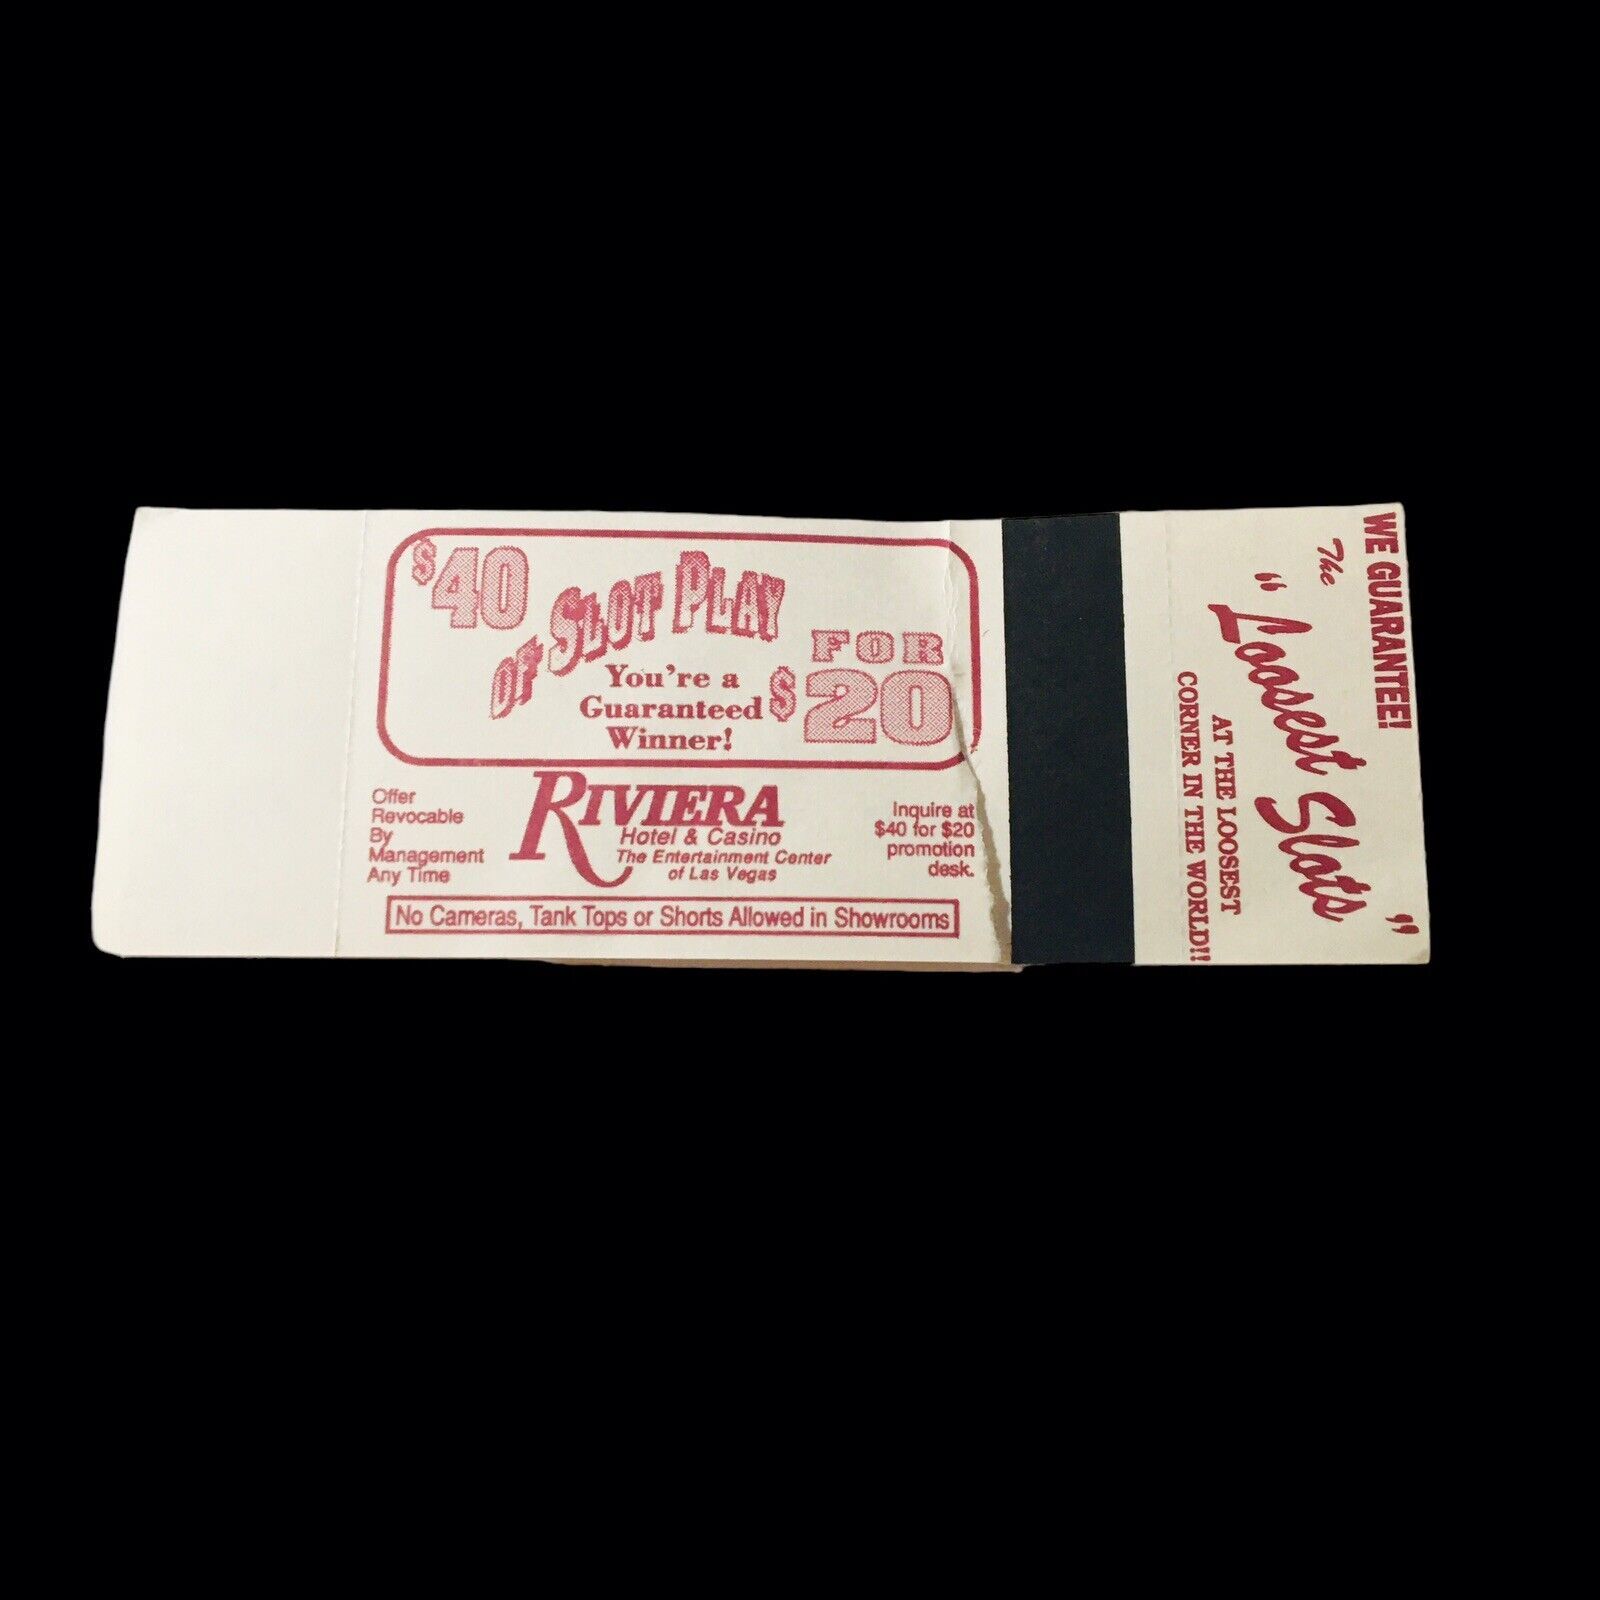 $40
OF SLOT PLAY
FOR
$20
You're a
Guaranteed
Winner!
Offer
Revocable
By
Management
Any Time
RIVIERA
Hotel & Casino
The Entertainment Center
of Las Vegas
Inquire at
$40 for $20
promotion
desk.
No Cameras, Tank Tops or Shorts Allowed in Showrooms
WE GUARANTEE!
The
"Loosest Slots"
AT THE LOOSEST
CORNER IN THE WORLD!!